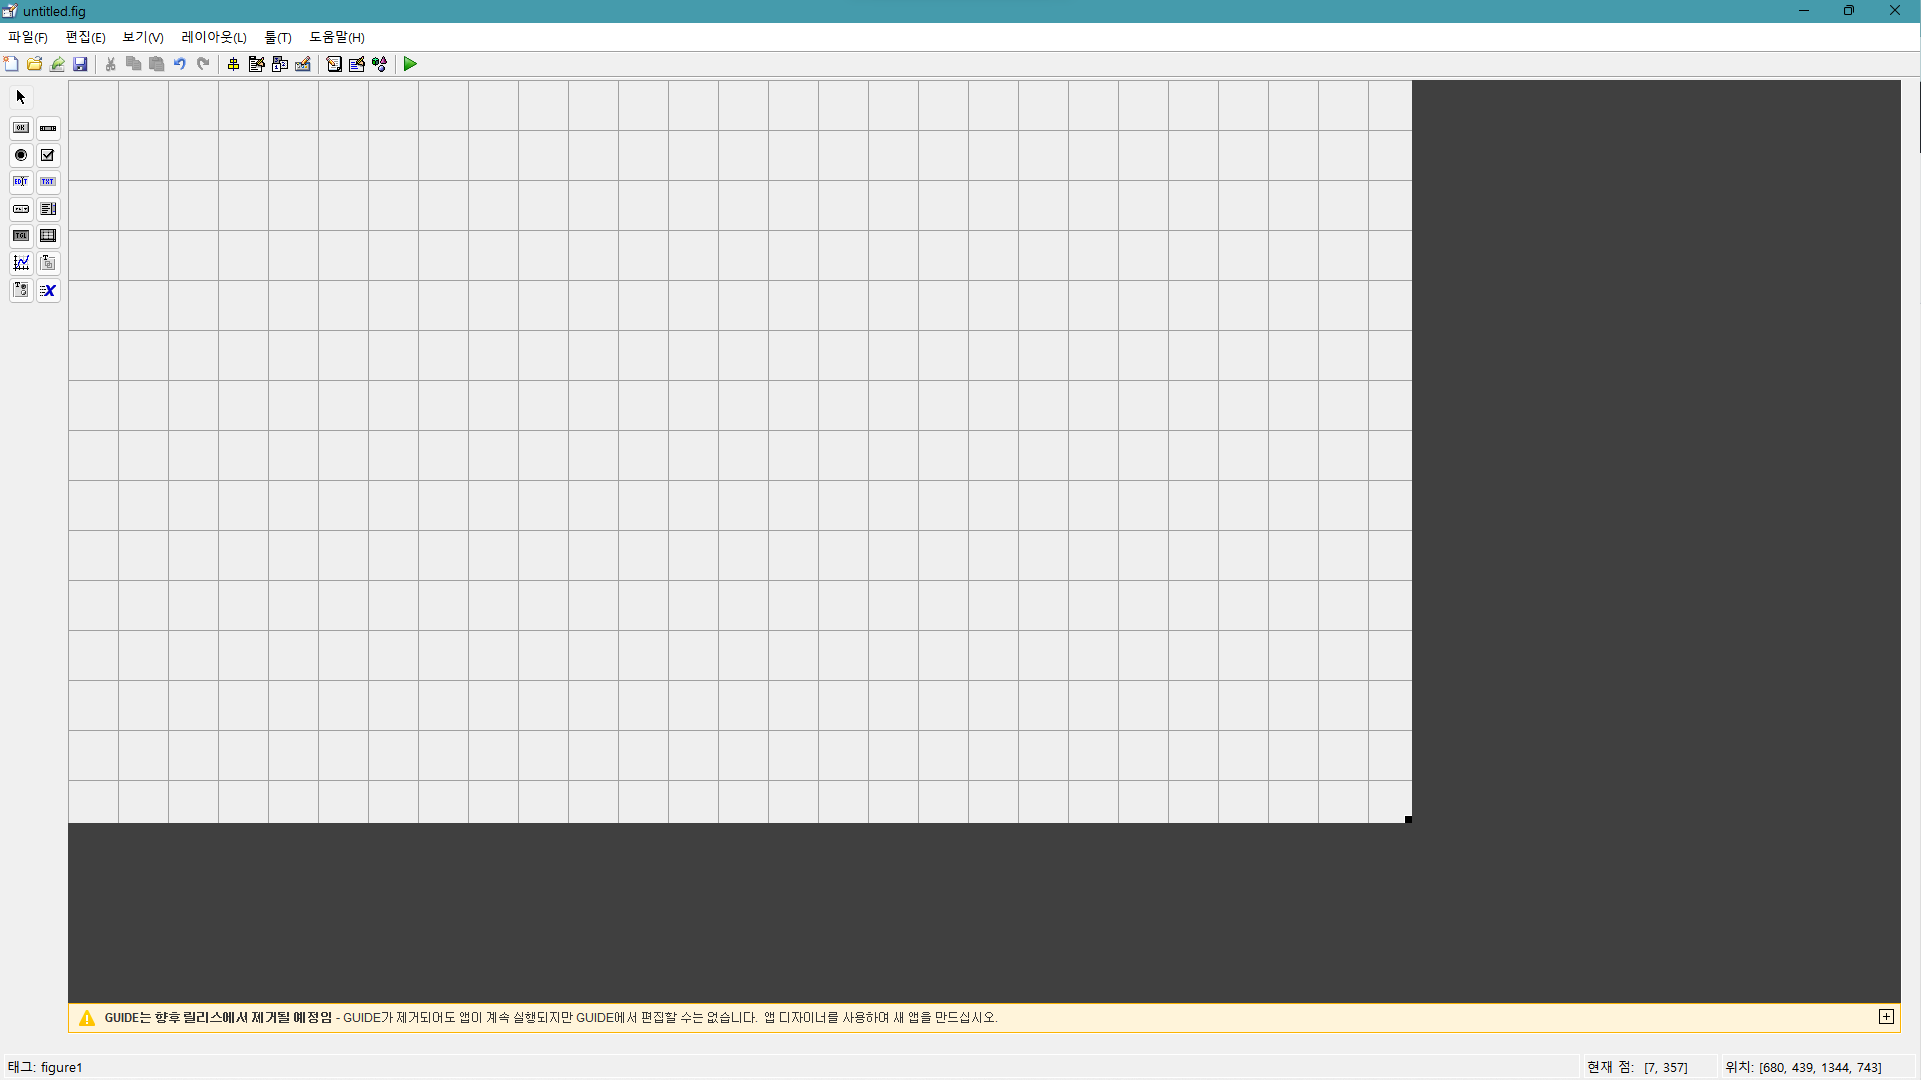 untitled.fig
파일(F) 편집(E) 보기(V) 레이아웃(L) 툴(T) 도움말(H)
OK
EDIT TXT
TGL
GUIDE는 향후 릴리스에서 제거될 예정임 - GUIDE가 제거되어도 앱이 계속 실행되지만 GUIDE에서 편집할 수는 없습니다. 앱 디자이너를 사용하여 새 앱을 만드십시오.
태그: figure1 현재 점: [7, 357] 위치: [680, 439, 1344, 743]